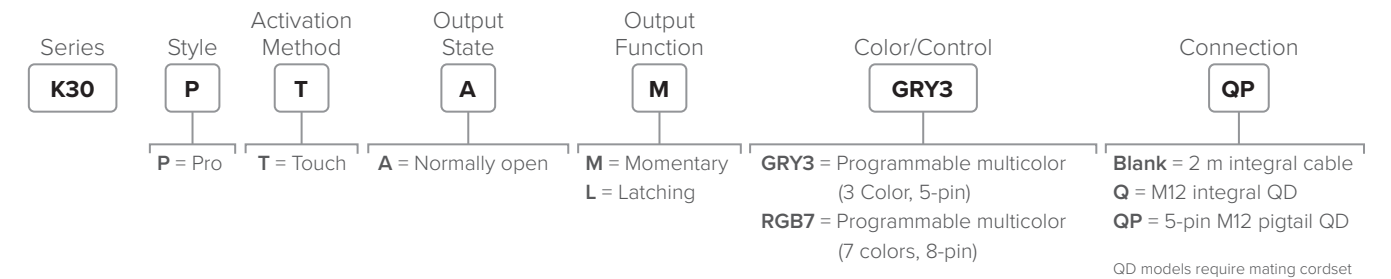 Series
Style
Activation
Method
Output
State
Output
Function
Color/Control
Connection
K30
P
T
A
M
GRY3
QP
P = Pro
T = Touch
A = Normally open
M = Momentary
L = Latching
GRY3 = Programmable multicolor
(3 Color, 5-pin)
RGB7 = Programmable multicolor
(7 colors, 8-pin)
Blank = 2 m integral cable
Q = M12 integral QD
QP = 5-pin M12 pigtail QD
QD models require mating cordset